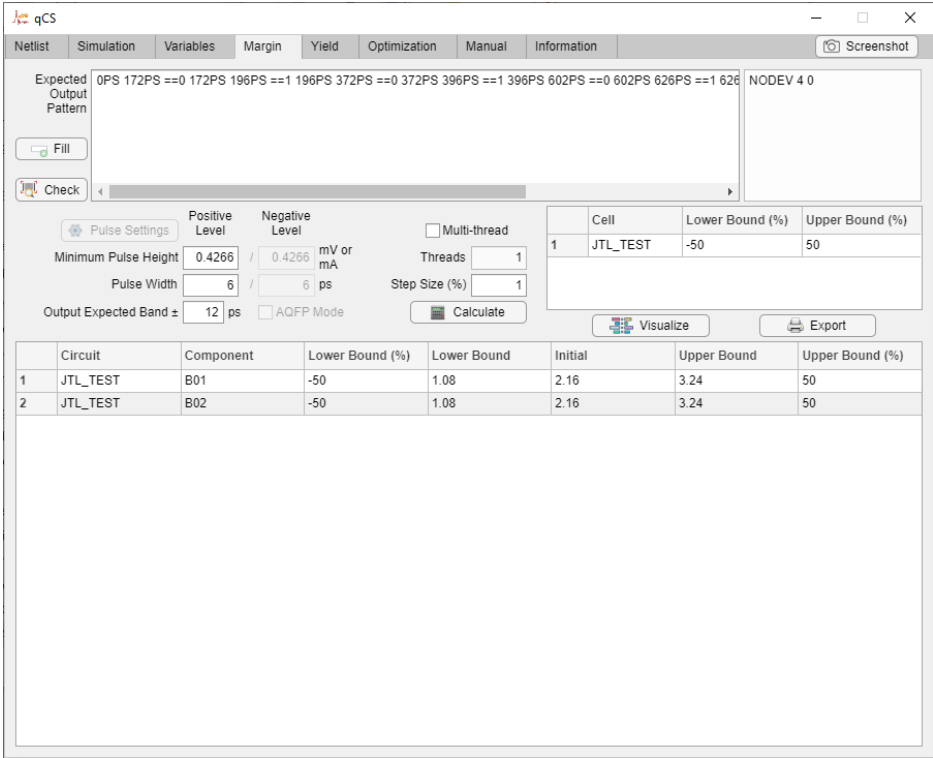 qCS
Netlist Simulation Variables Margin Yield Optimization Manual Information Screenshot
Expected Output Pattern
0PS 172PS ==0 172PS 196PS ==1 196PS 372PS ==0 372PS 396PS ==1 396PS 602PS ==0 602PS 626PS ==1 626
NODEV 4 0
Fill
Check
Positive Level Negative Level
Pulse Settings Multi-thread
Minimum Pulse Height 0.4266 / 0.4266 mV or mA Threads 1
Pulse Width 6 / 6 ps Step Size (%) 1
Output Expected Band ± 12 ps AQFP Mode Calculate
Cell Lower Bound (%) Upper Bound (%)
1 JTL_TEST -50 50
Visualize Export
Circuit Component Lower Bound (%) Lower Bound Initial Upper Bound Upper Bound (%)
1 JTL_TEST B01 -50 1.08 2.16 3.24 50
2 JTL_TEST B02 -50 1.08 2.16 3.24 50